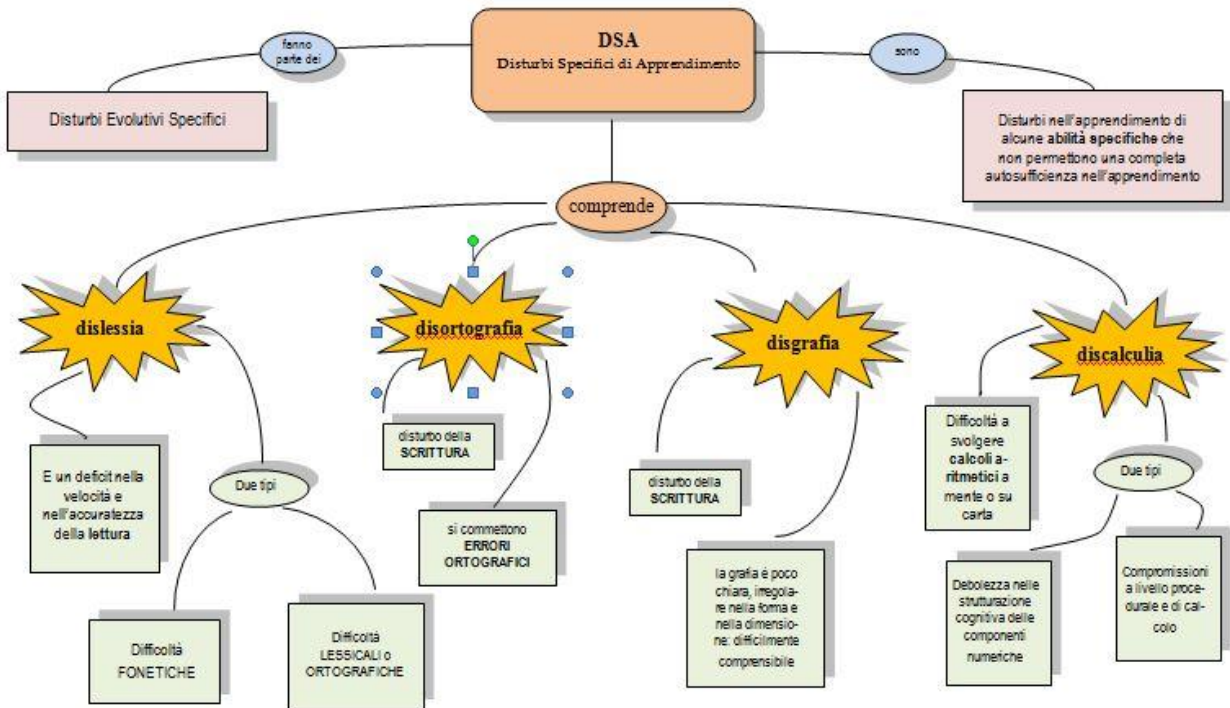 DSA
Disturbi Specifici di Apprendimento
fanno
parte dei
sono
Disturbi Evolutivi Specifici
Disturbi nell'apprendimento di
alcune abilità specifiche che
non permettono una completa
autosufficienza nell'apprendimento
comprende
dislessia
disortografia
disgrafia
discalculia
E un deficit nella
velocità e
nell'accuratezza
della lettura
Due tipi
Difficoltà
FONETICHE
Difficoltà
LESSICALI o
ORTOGRAFICHE
disturbo della
SCRITTURA
si commettono
ERRORI
ORTOGRAFICI
disturbo della
SCRITTURA
la grafia è poco
chiara, irregola-
re nella forma e
nella dimensio-
ne: difficilmente
comprensibile
Difficoltà a
svolgere
calcoli a-
ritmetici a
mente o su
carta
Due tipi
Debolezza nelle
strutturazione
cognitiva delle
componenti
numeriche
Compromissioni
a livello proce-
durale e di cal-
colo